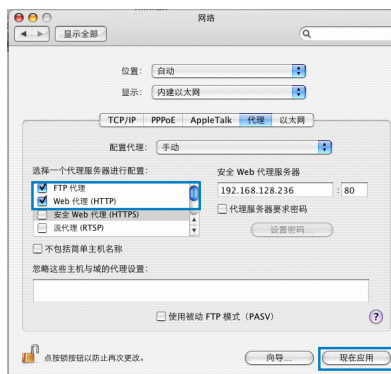 网络
显示全部
位置: 自动
显示: 内建以太网
TCP/IP PPPoE AppleTalk 代理 以太网
配置代理: 手动
选择一个代理服务器进行配置: 安全 Web 代理服务器
FTP 代理 192.168.128.236 : 80
Web 代理 (HTTP)
安全 Web 代理 (HTTPS) 代理服务器要求密码
流代理 (RTSP) 设置密码...
不包括简单主机名称
忽略这些主机与域的代理设置:
使用被动 FTP 模式（PASV） ?
点按锁按钮以防止再次更改。 向导... 现在应用